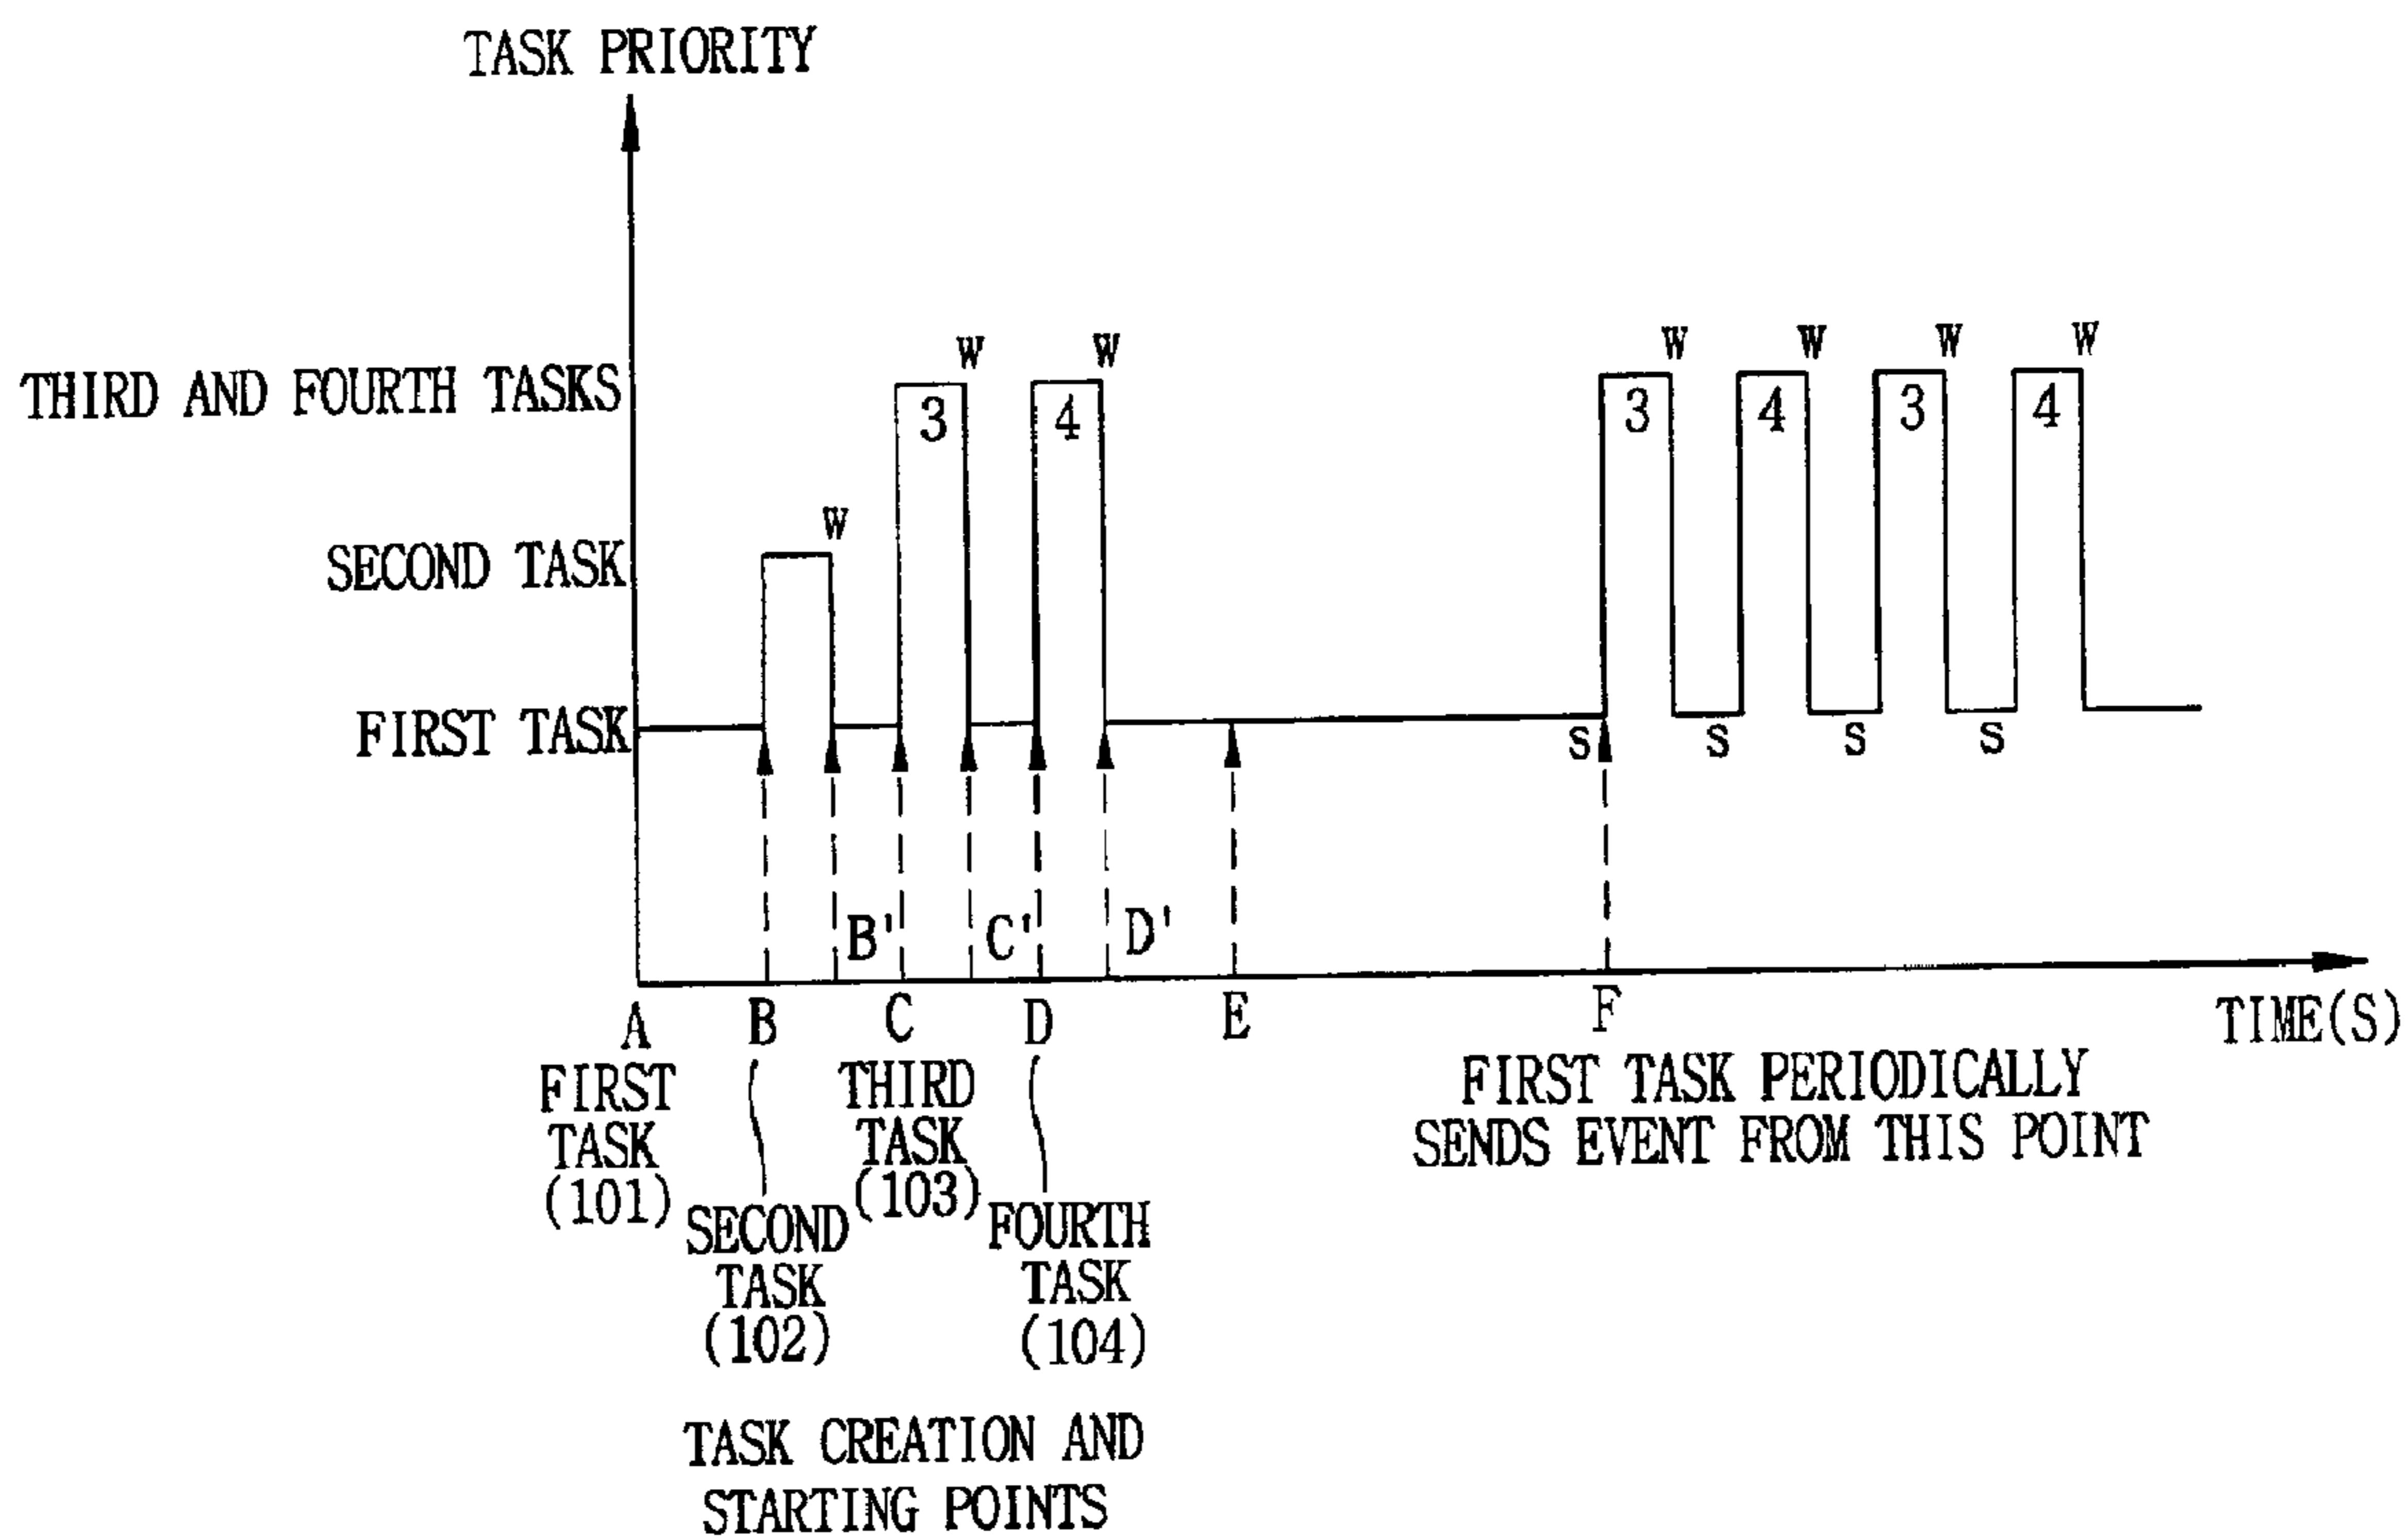 TASK PRIORITY
W W W W
W W
THIRD AND FOURTH TASKS
3 4 3 4 3 4
W
SECOND TASK
FIRST TASK
S S S S
B' C' D'
A B C D E F
TIME(S)
FIRST
TASK
(101)
SECOND
TASK
(102)
THIRD
TASK
(103)
FOURTH
TASK
(104)
FIRST TASK PERIODICALLY
SENDS EVENT FROM THIS POINT
TASK CREATION AND
STARTING POINTS